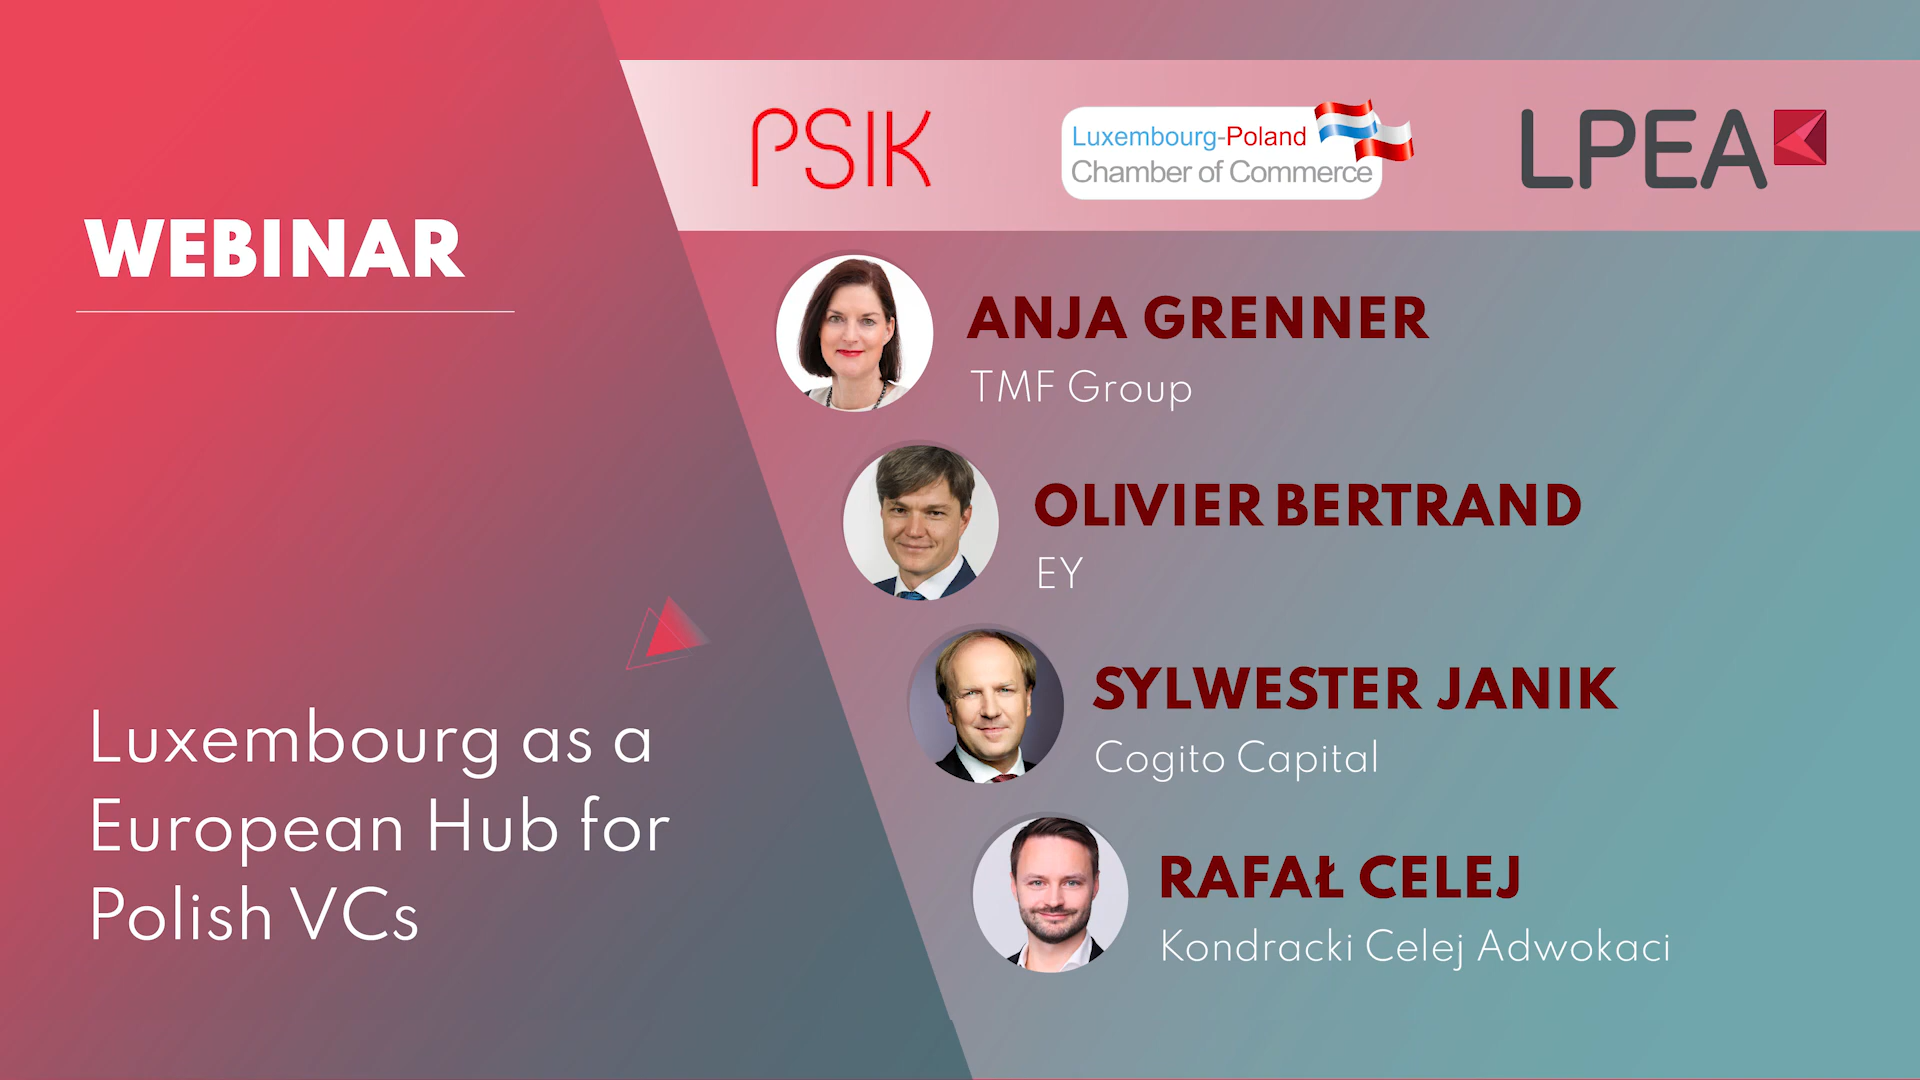 PSIK
Luxembourg-Poland
Chamber of Commerce
LPEA
WEBINAR
Luxembourg as a
European Hub for
Polish VCs
ANJA GRENNER
TMF Group
OLIVIER BERTRAND
EY
SYLWESTER JANIK
Cogito Capital
RAFAŁ CELEJ
Kondracki Celej Adwokaci